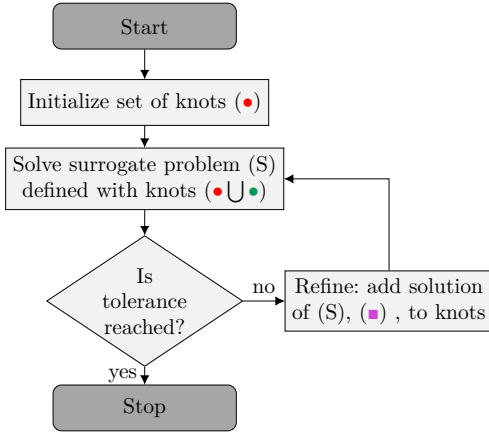 Start
Initialize set of knots (●)
Solve surrogate problem (S)
defined with knots (●⋃●)
Is
tolerance
reached?
no
Refine: add solution
of (S), (■) , to knots
yes
Stop